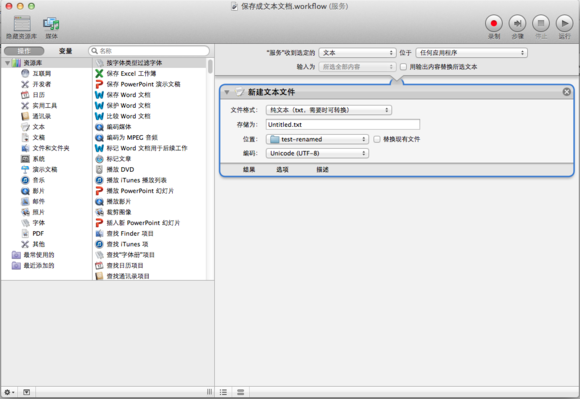 保存成文本文档.workflow (服务)
隐藏资源库 媒体 录制 步骤 停止 运行
操作 变量 名称
"服务"收到选定的 文本 位于 任何应用程序
输入为 所选全部内容 用输出内容替换所选文本
资源库
互联网
开发者
日历
实用工具
通讯录
文本
文稿
文件和文件夹
系统
演示文稿
音乐
影片
邮件
照片
字体
PDF
其他
最常使用的
最近添加的
按字体类型过滤字体
保存 Excel 工作簿
保存 PowerPoint 演示文稿
保存 Word 文档
保护 Word 文档
比较 Word 文档
编码媒体
编码为 MPEG 音频
标记 Word 文档用于后续工作
标记文章
播放 DVD
播放 iTunes 播放列表
播放 PowerPoint 幻灯片
播放影片
裁剪图像
插入新 PowerPoint 幻灯片
查找 Finder 项目
查找 iTunes 项
查找"字体册"项目
查找日历项目
查找通讯录项目
新建文本文件
文件格式: 纯文本(txt,需要时可转换)
存储为: Untitled.txt
位置: test-renamed 替换现有文件
编码: Unicode (UTF-8)
结果 选项 描述